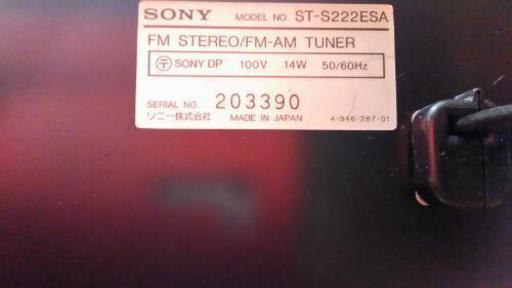 SONY MODEL NO. ST-S222ESA
FM STEREO/FM-AM TUNER
〒 SONY DP 100V 14W 50/60Hz
SERIAL NO. 203390
ソニー株式会社 MADE IN JAPAN 4-946-287-01